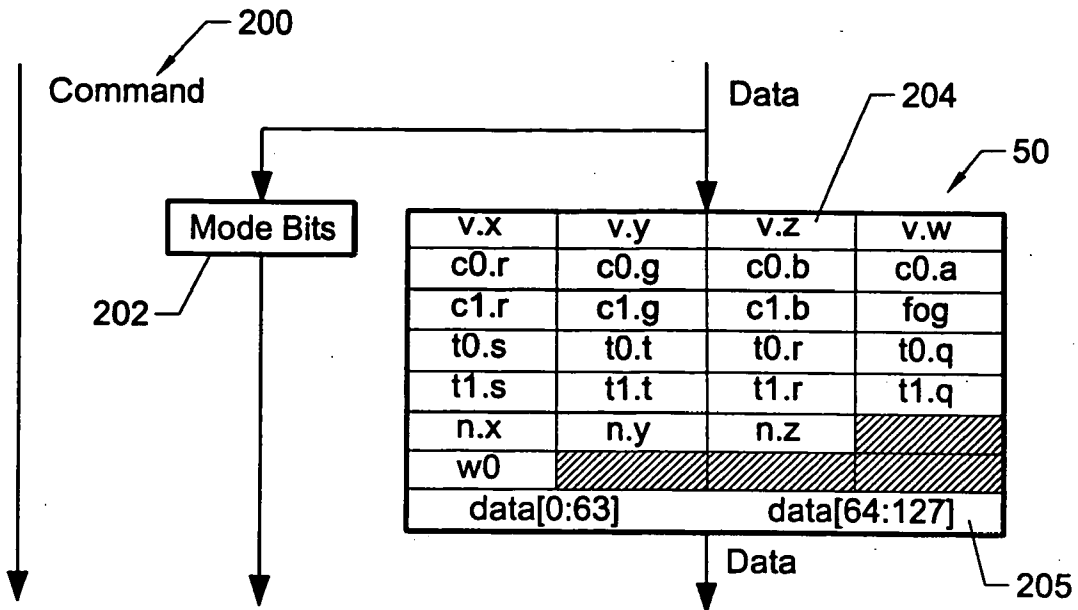 200
Command
Data
204
50
Mode Bits
202
v.x v.y v.z v.w
c0.r c0.g c0.b c0.a
c1.r c1.g c1.b fog
t0.s t0.t t0.r t0.q
t1.s t1.t t1.r t1.q
n.x n.y n.z
w0
data[0:63] data[64:127]
Data
205